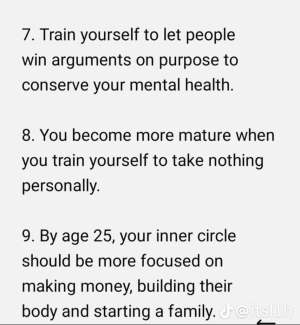 7. Train yourself to let people
win arguments on purpose to
conserve your mental health.
8. You become more mature when
you train yourself to take nothing
personally.
9. By age 25, your inner circle
should be more focused on
making money, building their
body and starting a family.